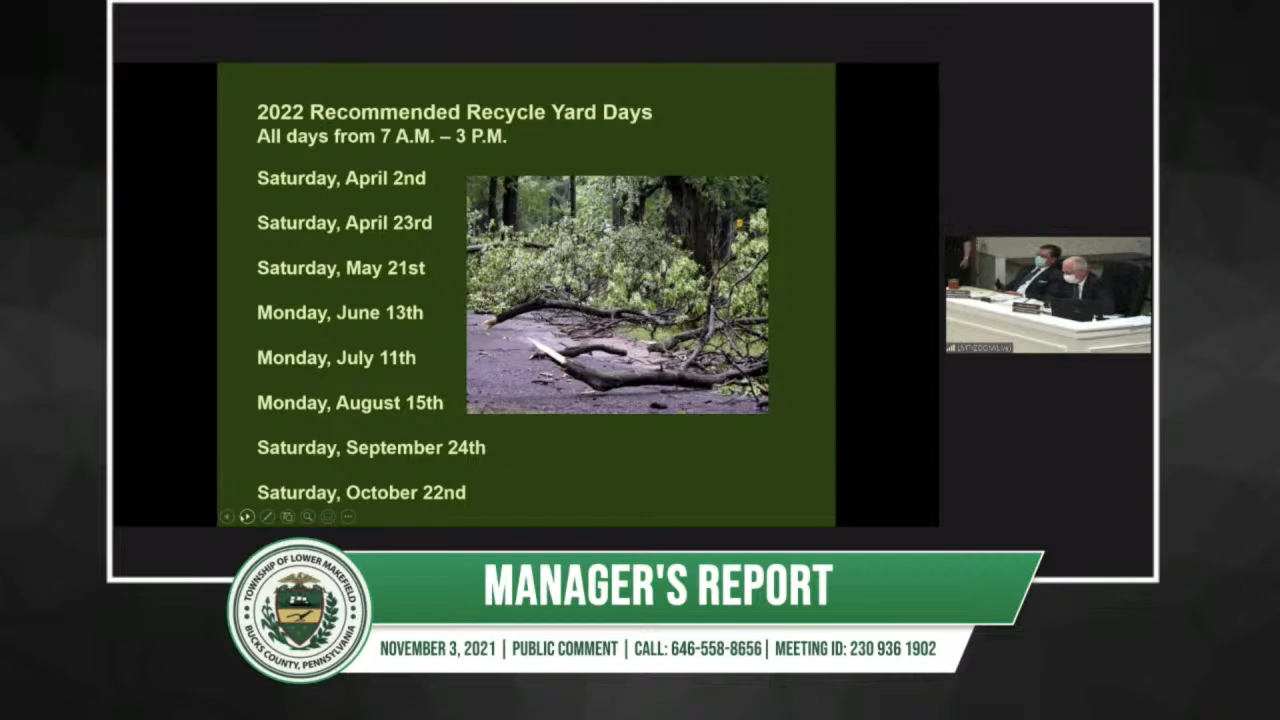 2022 Recommended Recycle Yard Days
All days from 7 A.M. – 3 P.M.
Saturday, April 2nd
Saturday, April 23rd
Saturday, May 21st
Monday, June 13th
Monday, July 11th
Monday, August 15th
Saturday, September 24th
Saturday, October 22nd
LMT-ZOOM(Live)
TOWNSHIP OF LOWER MAKEFIELD
BUCKS COUNTY, PENNSYLVANIA
MANAGER'S REPORT
NOVEMBER 3, 2021 | PUBLIC COMMENT | CALL: 646-558-8656 | MEETING ID: 230 936 1902